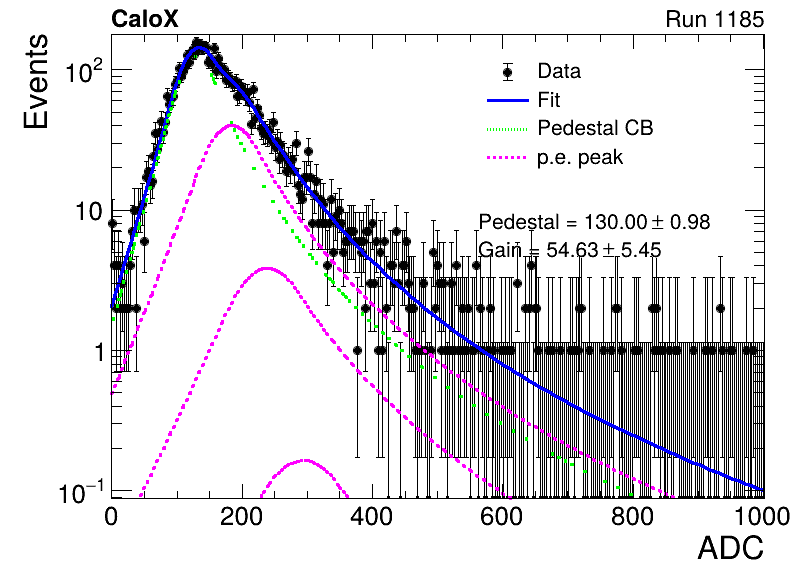 CaloX Run 1185
Events
10²
10
1
10⁻¹
Data
Fit
Pedestal CB
p.e. peak
Pedestal = 130.00 ± 0.98
Gain = 54.63 ± 5.45
0 200 400 600 800 1000
ADC